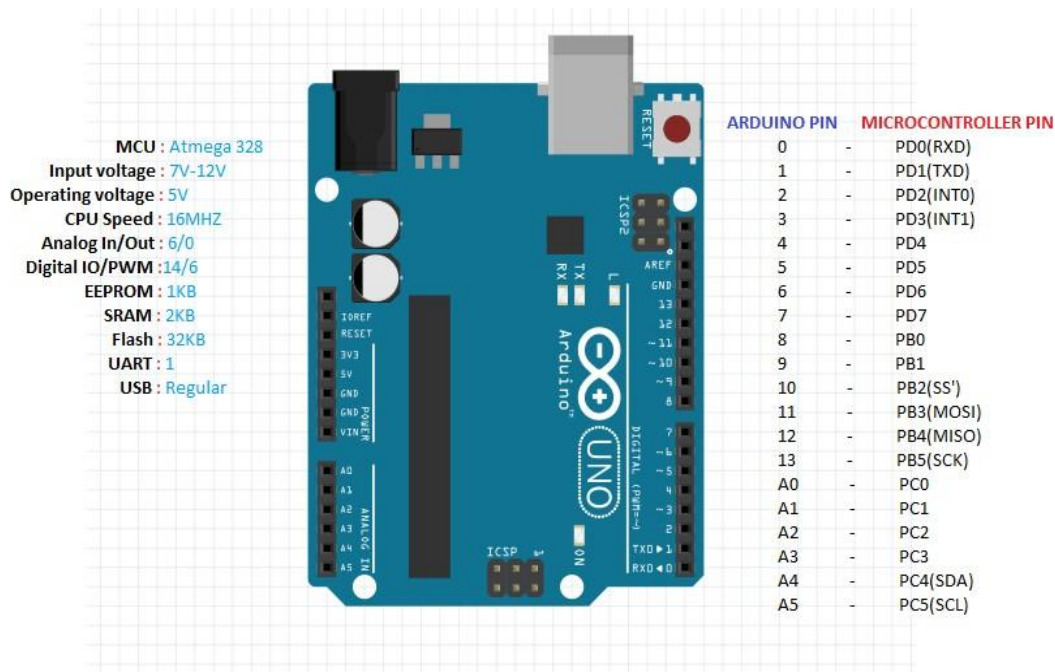 MCU : Atmega 328
Input voltage : 7V-12V
Operating voltage : 5V
CPU Speed : 16MHZ
Analog In/Out : 6/0
Digital IO/PWM :14/6
EEPROM : 1KB
SRAM : 2KB
Flash : 32KB
UART : 1
USB : Regular
RESET
ICSP2
AREF
GND
13
12
~11
~10
~9
8
7
~6
~5
4
~3
2
TXD▶1
RXD◀0
DIGITAL (PWM=~)
RX
TX
L
Arduino™
UNO
ON
ICSP
1
IOREF
RESET
3V3
5V
GND
GND
VIN
POWER
A0
A1
A2
A3
A4
A5
ANALOG IN
ARDUINO PIN MICROCONTROLLER PIN
0 - PD0(RXD)
1 - PD1(TXD)
2 - PD2(INT0)
3 - PD3(INT1)
4 - PD4
5 - PD5
6 - PD6
7 - PD7
8 - PB0
9 - PB1
10 - PB2(SS')
11 - PB3(MOSI)
12 - PB4(MISO)
13 - PB5(SCK)
A0 - PC0
A1 - PC1
A2 - PC2
A3 - PC3
A4 - PC4(SDA)
A5 - PC5(SCL)